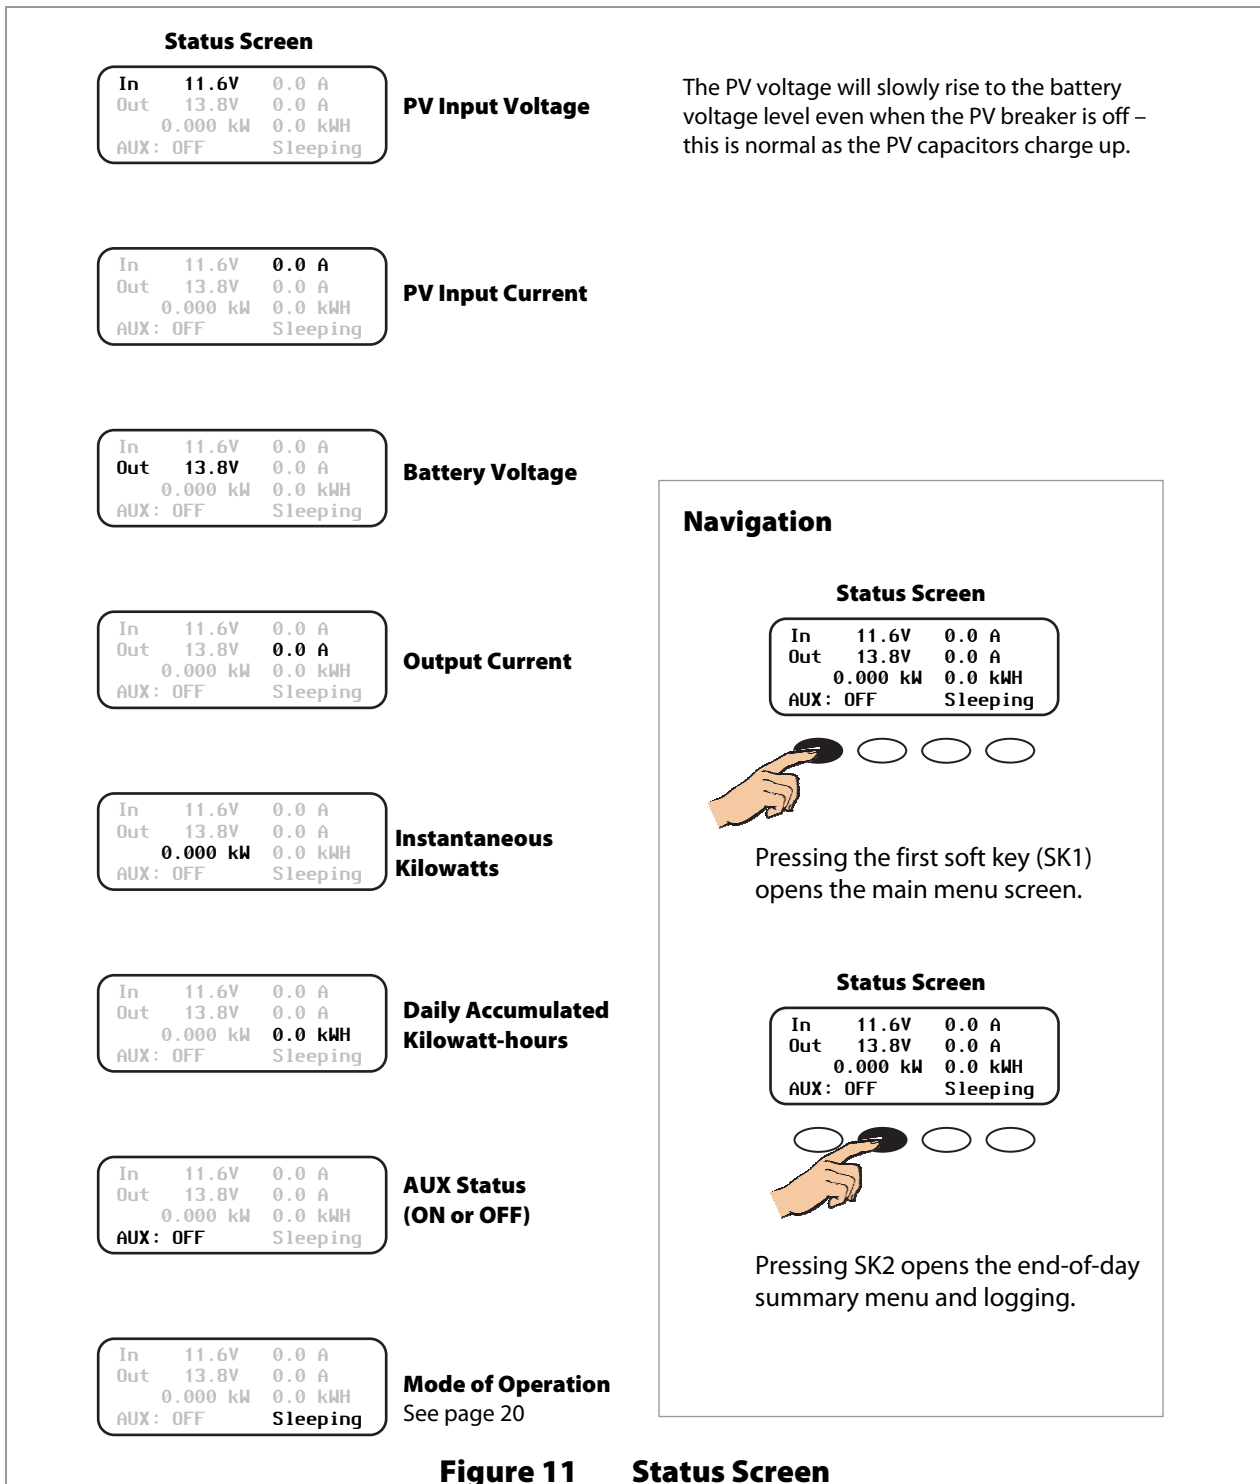 Status Screen
In 11.6V 0.0 A
Out 13.8V 0.0 A
0.000 kW 0.0 kWH
AUX: OFF Sleeping
PV Input Voltage
The PV voltage will slowly rise to the battery
voltage level even when the PV breaker is off –
this is normal as the PV capacitors charge up.
In 11.6V 0.0 A
Out 13.8V 0.0 A
0.000 kW 0.0 kWH
AUX: OFF Sleeping
PV Input Current
In 11.6V 0.0 A
Out 13.8V 0.0 A
0.000 kW 0.0 kWH
AUX: OFF Sleeping
Battery Voltage
In 11.6V 0.0 A
Out 13.8V 0.0 A
0.000 kW 0.0 kWH
AUX: OFF Sleeping
Output Current
In 11.6V 0.0 A
Out 13.8V 0.0 A
0.000 kW 0.0 kWH
AUX: OFF Sleeping
Instantaneous
Kilowatts
In 11.6V 0.0 A
Out 13.8V 0.0 A
0.000 kW 0.0 kWH
AUX: OFF Sleeping
Daily Accumulated
Kilowatt-hours
In 11.6V 0.0 A
Out 13.8V 0.0 A
0.000 kW 0.0 kWH
AUX: OFF Sleeping
AUX Status
(ON or OFF)
In 11.6V 0.0 A
Out 13.8V 0.0 A
0.000 kW 0.0 kWH
AUX: OFF Sleeping
Mode of Operation
See page 20
Navigation
Status Screen
In 11.6V 0.0 A
Out 13.8V 0.0 A
0.000 kW 0.0 kWH
AUX: OFF Sleeping
Pressing the first soft key (SK1)
opens the main menu screen.
Status Screen
In 11.6V 0.0 A
Out 13.8V 0.0 A
0.000 kW 0.0 kWH
AUX: OFF Sleeping
Pressing SK2 opens the end-of-day
summary menu and logging.
Figure 11 Status Screen